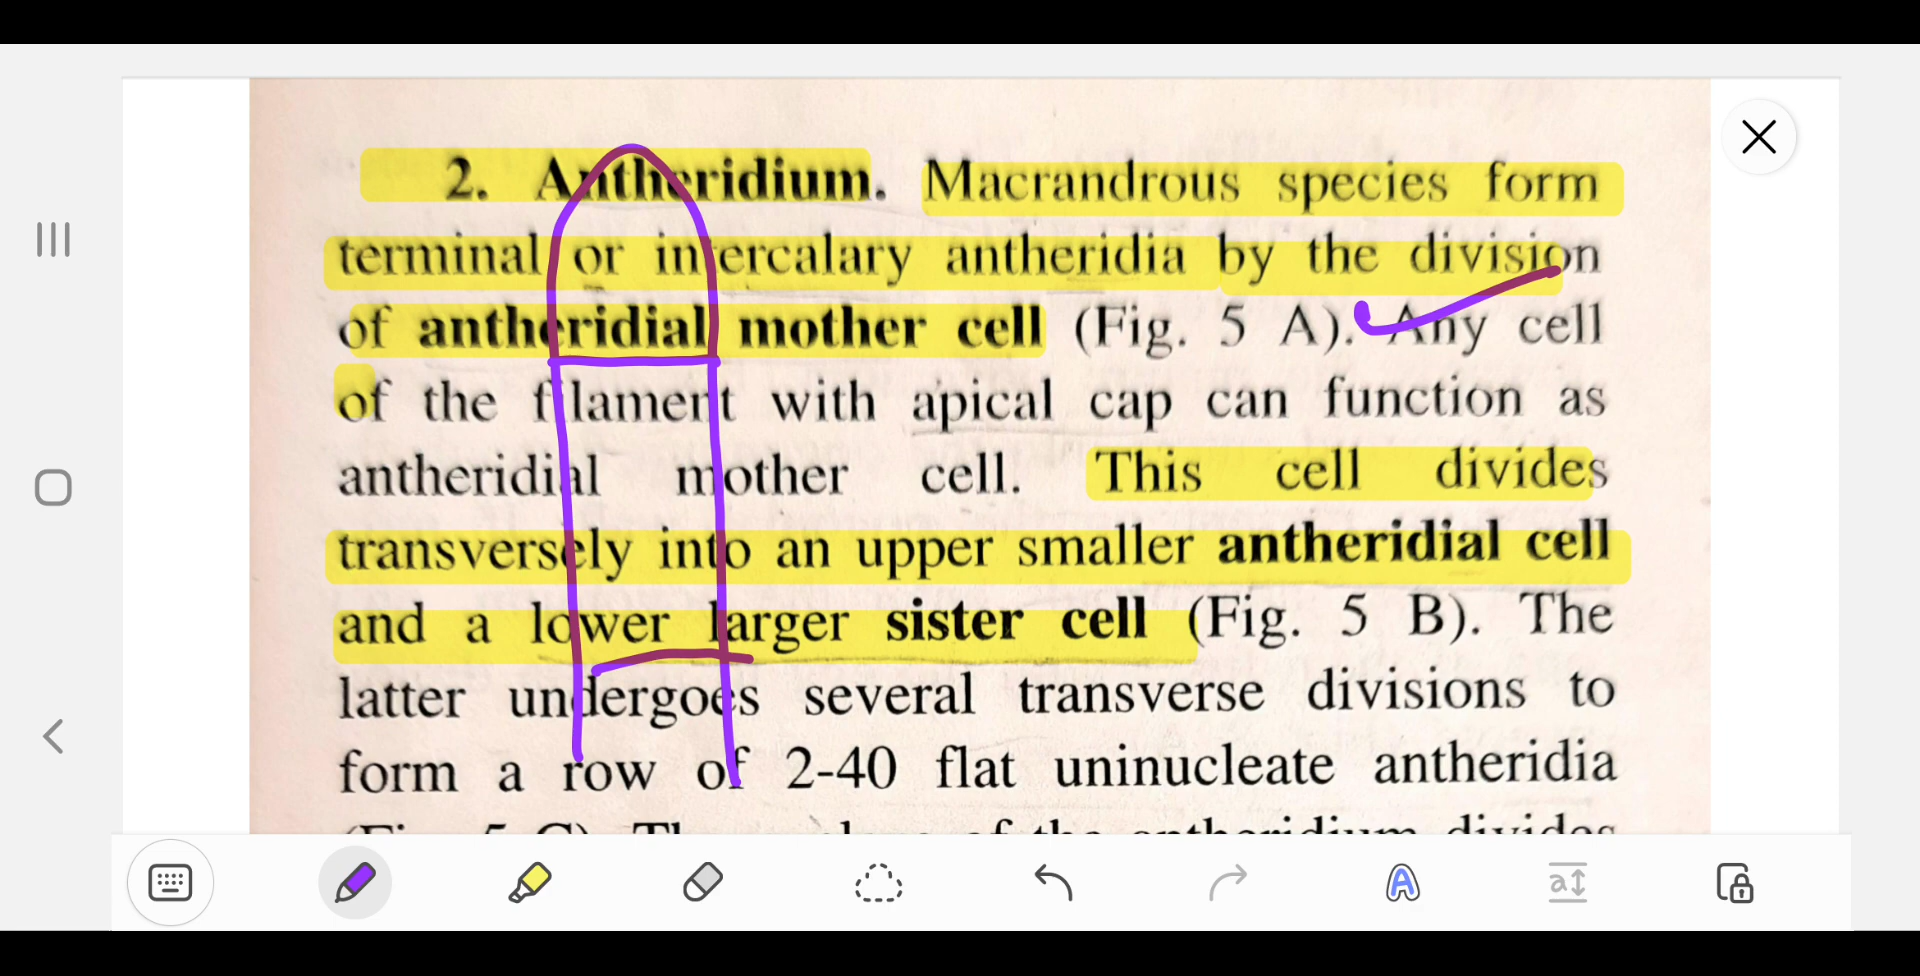 2. Antheridium. Macrandrous species form
terminal or intercalary antheridia by the division
of antheridial mother cell (Fig. 5 A). Any cell
of the filament with apical cap can function as
antheridial mother cell. This cell divides
transversely into an upper smaller antheridial cell
and a lower larger sister cell (Fig. 5 B). The
latter undergoes several transverse divisions to
form a row of 2-40 flat uninucleate antheridia